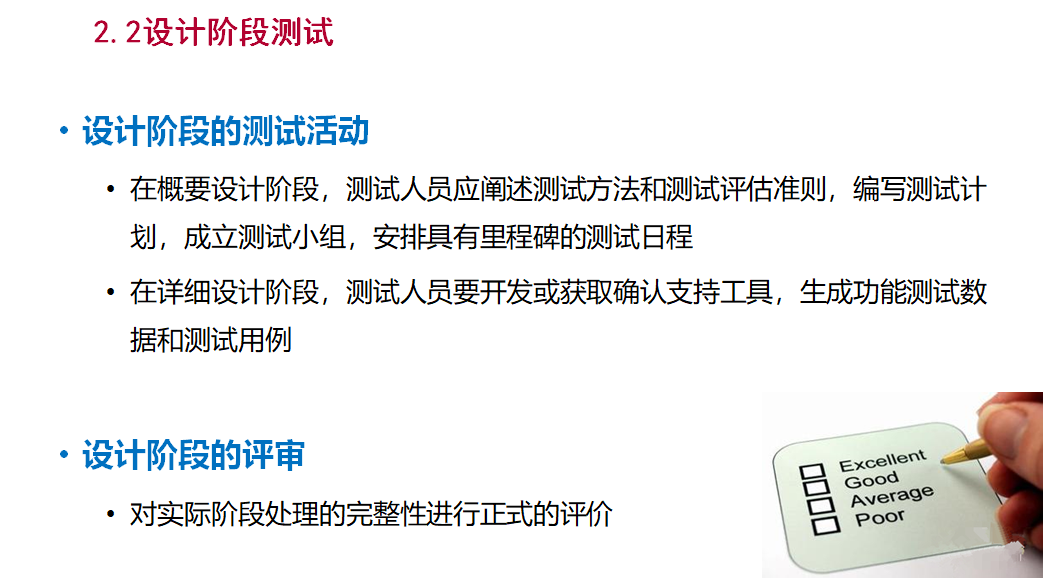 2.2设计阶段测试
• 设计阶段的测试活动
• 在概要设计阶段，测试人员应阐述测试方法和测试评估准则，编写测试计
划，成立测试小组，安排具有里程碑的测试日程
• 在详细设计阶段，测试人员要开发或获取确认支持工具，生成功能测试数
据和测试用例
• 设计阶段的评审
• 对实际阶段处理的完整性进行正式的评价
Excellent
Good
Average
Poor